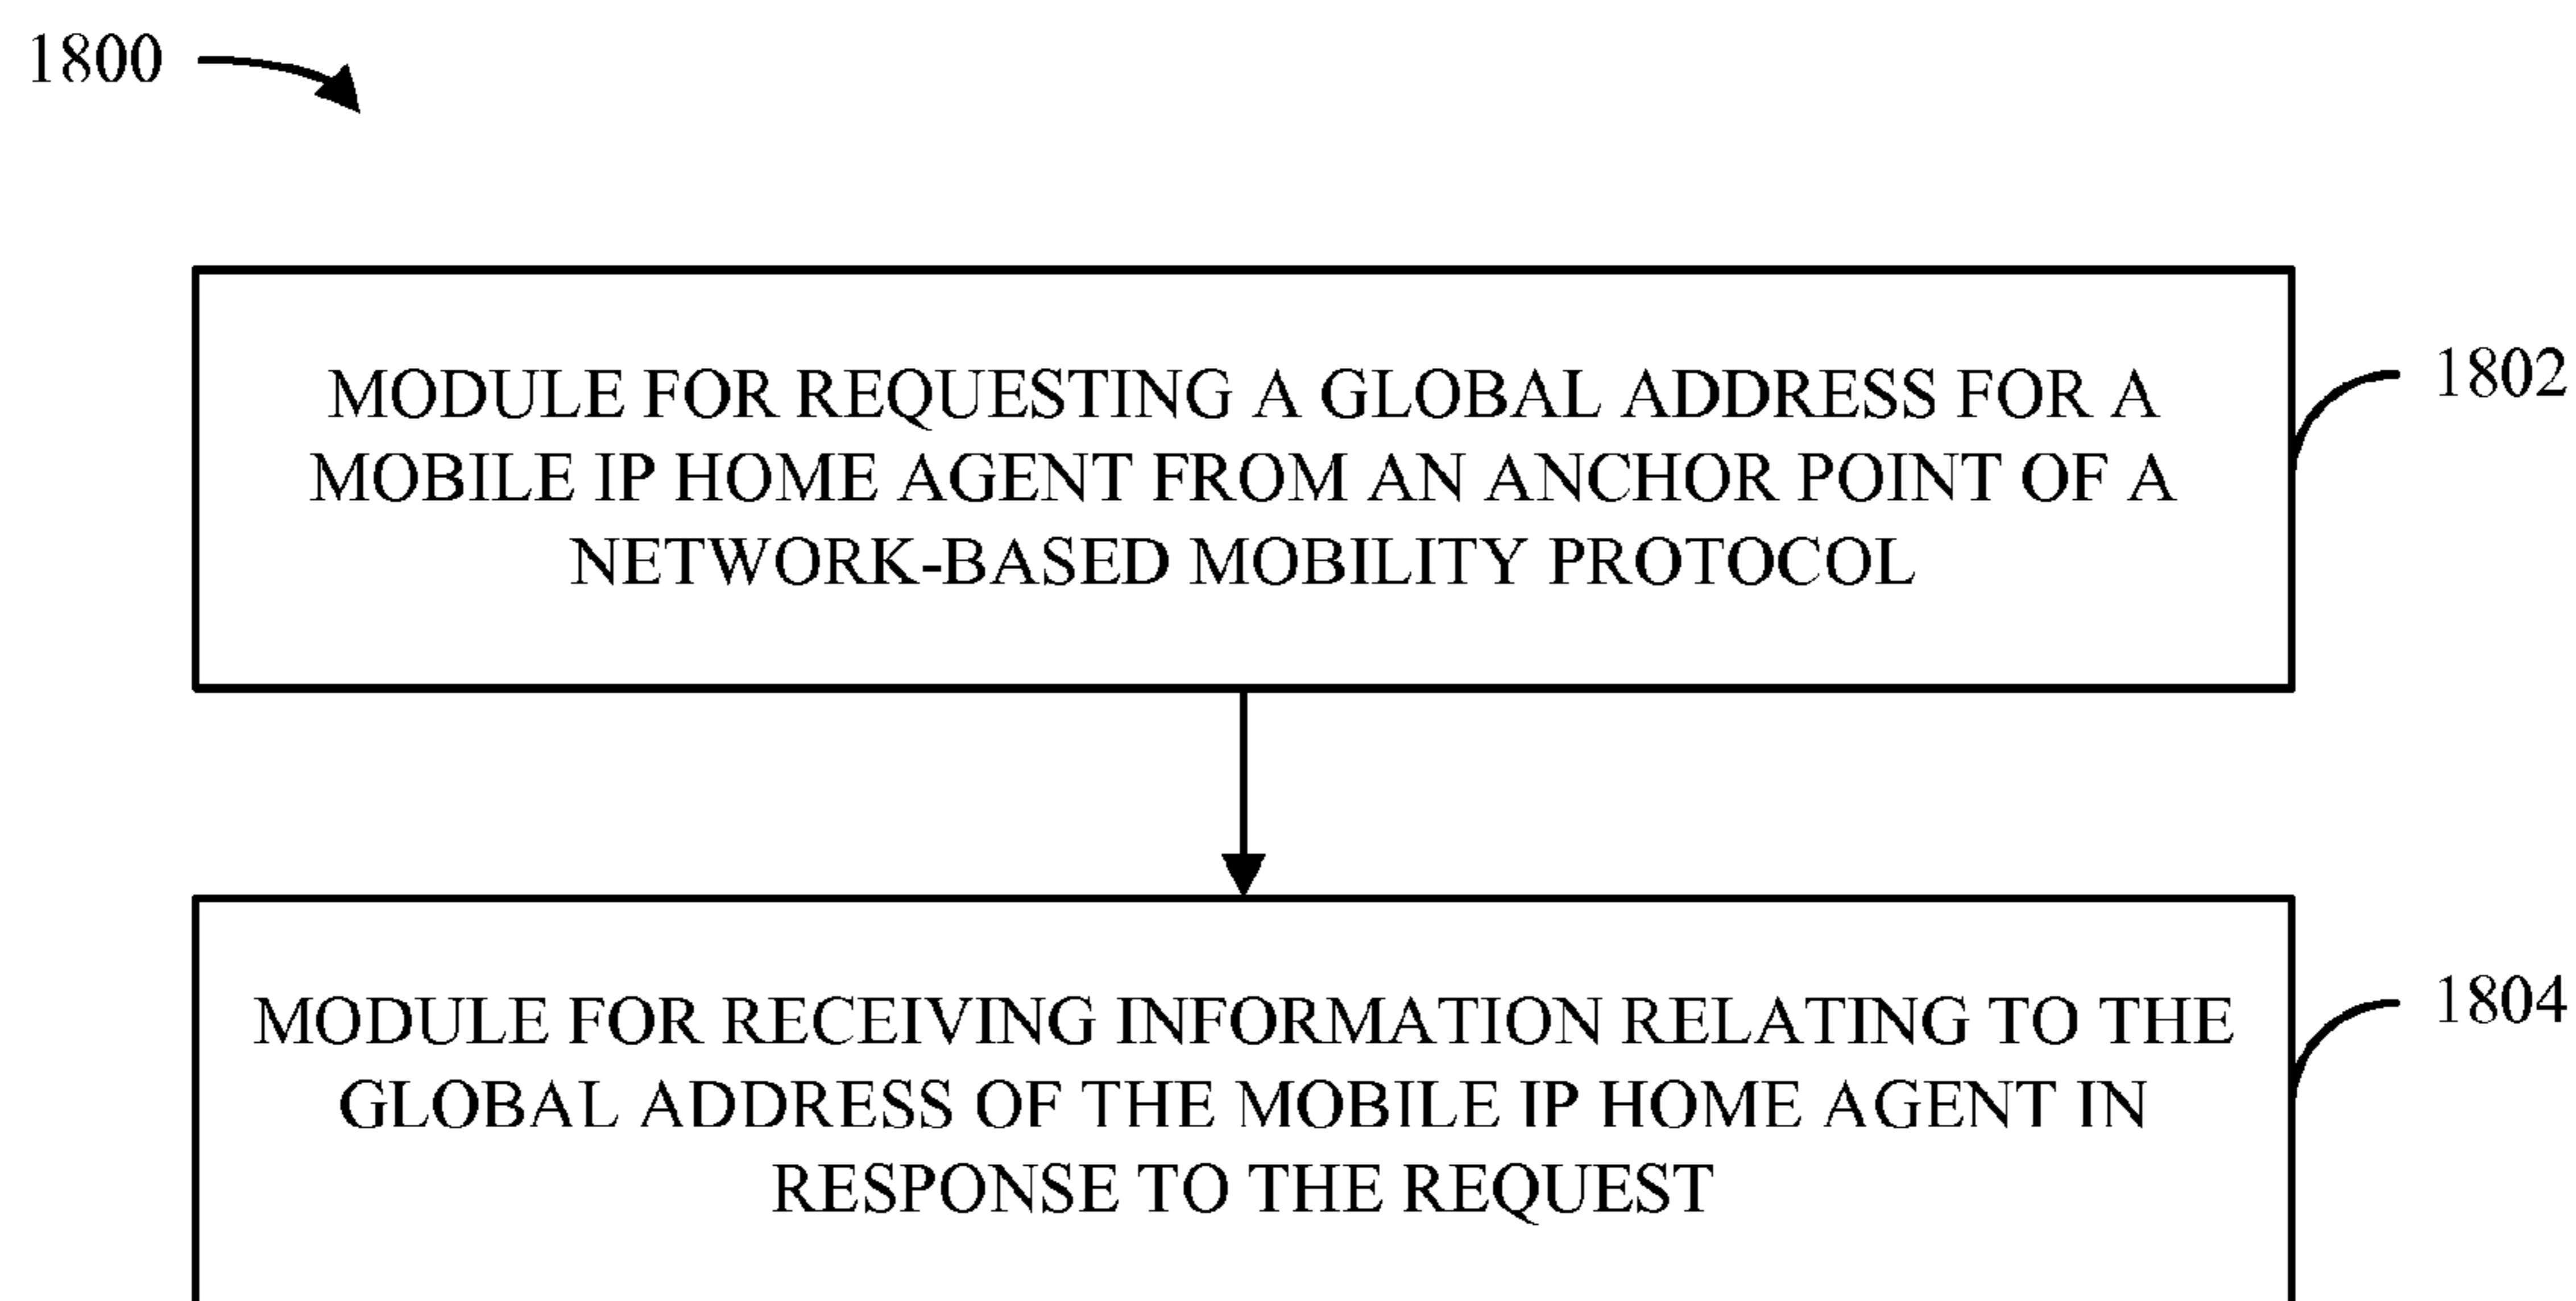 1800
MODULE FOR REQUESTING A GLOBAL ADDRESS FOR A
MOBILE IP HOME AGENT FROM AN ANCHOR POINT OF A
NETWORK-BASED MOBILITY PROTOCOL
1802
MODULE FOR RECEIVING INFORMATION RELATING TO THE
GLOBAL ADDRESS OF THE MOBILE IP HOME AGENT IN
RESPONSE TO THE REQUEST
1804